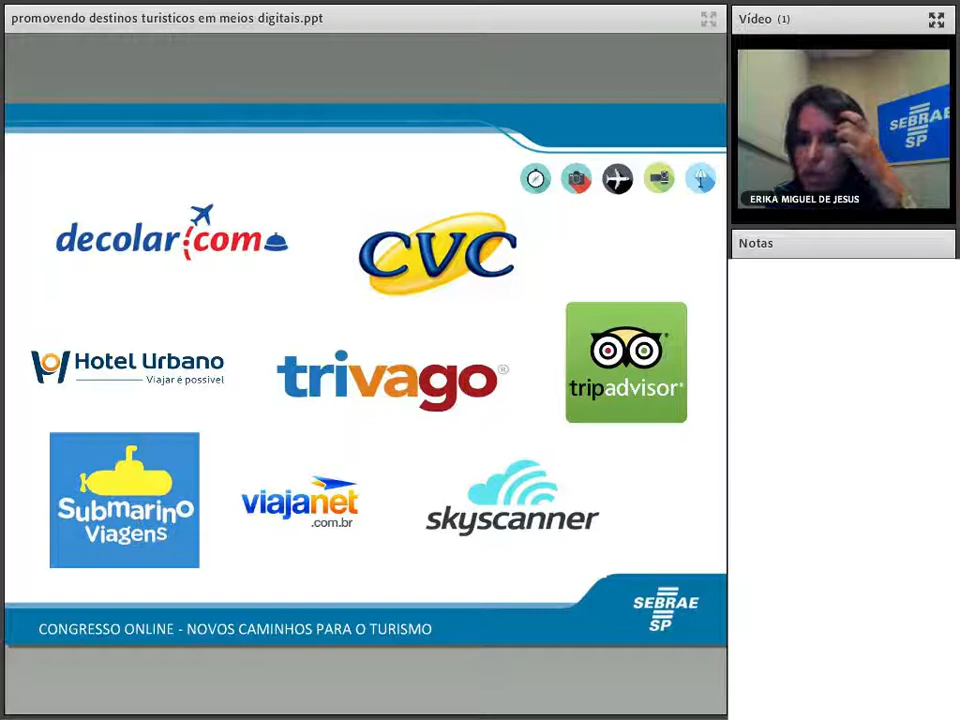 promovendo destinos turisticos em meios digitais.ppt
Vídeo (1)
SEBRAE
SP
ERIKA MIGUEL DE JESUS
Notas
decolar.com
CVC
Hotel Urbano
Viajar é possível
trivago®
tripadvisor®
Submarino
Viagens
viajanet
.com.br
skyscanner
SEBRAE
SP
CONGRESSO ONLINE - NOVOS CAMINHOS PARA O TURISMO